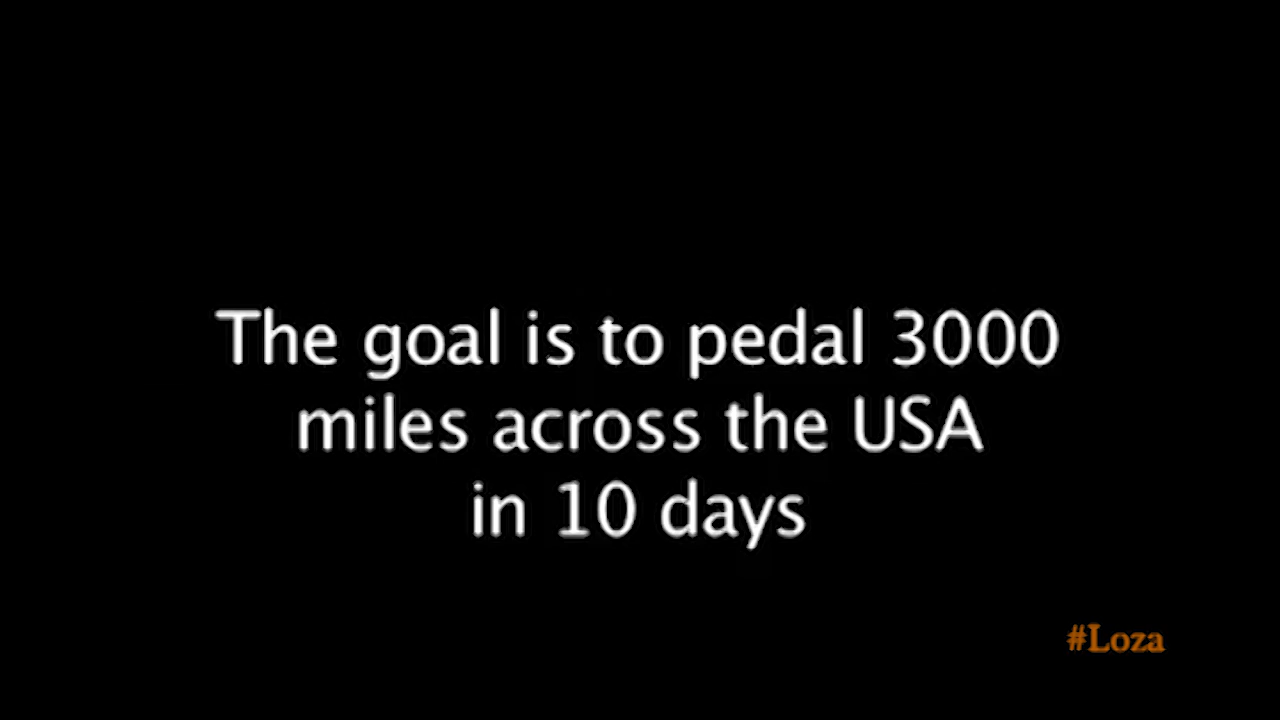 The goal is to pedal 3000
miles across the USA
in 10 days
#Loza